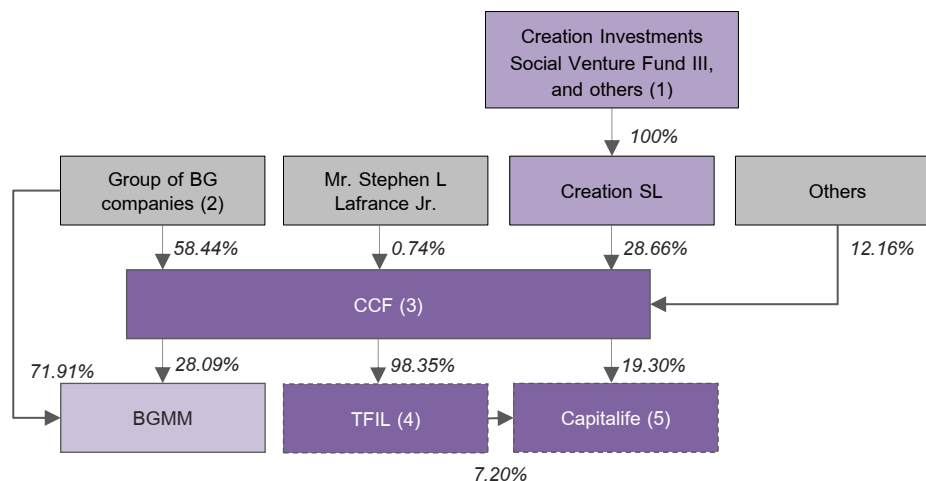 Creation Investments
Social Venture Fund III,
and others (1)
100%
Group of BG
companies (2)
Mr. Stephen L
Lafrance Jr.
Creation SL
Others
58.44%
0.74%
28.66%
12.16%
CCF (3)
71.91%
28.09%
98.35%
19.30%
BGMM
TFIL (4)
Capitalife (5)
7.20%